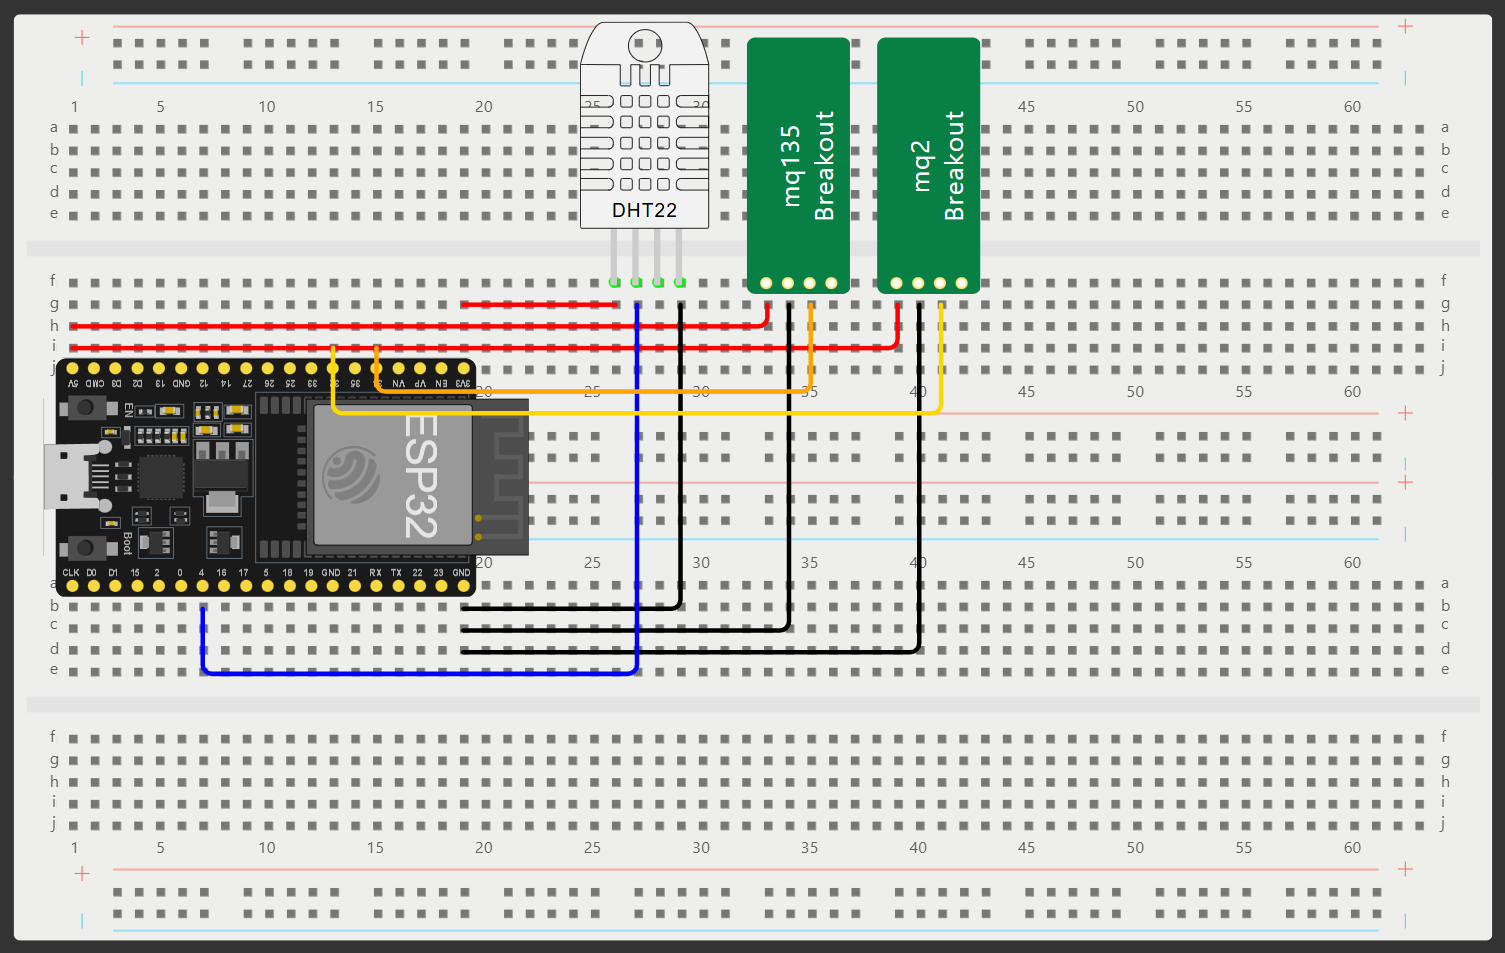 1 5 10 15 20 25 30 45 50 55 60
a a
b b
c c
d d
e e
DHT22
mq135
Breakout
mq2
Breakout
f f
g g
h h
i i
j j
5V CMD D3 D2 13 GND 12 14 27 26 25 33 35 VN VP EN 3V3
20 25 30 35 40 45 50 55 60
EN
ESP32
Boot
CLK D0 D1 15 2 0 4 16 17 5 18 19 GND 21 RX TX 22 23 GND
20 25 30 35 40 45 50 55 60
a a
b b
c c
d d
e e
f f
g g
h h
i i
j j
1 5 10 15 20 25 30 35 40 45 50 55 60